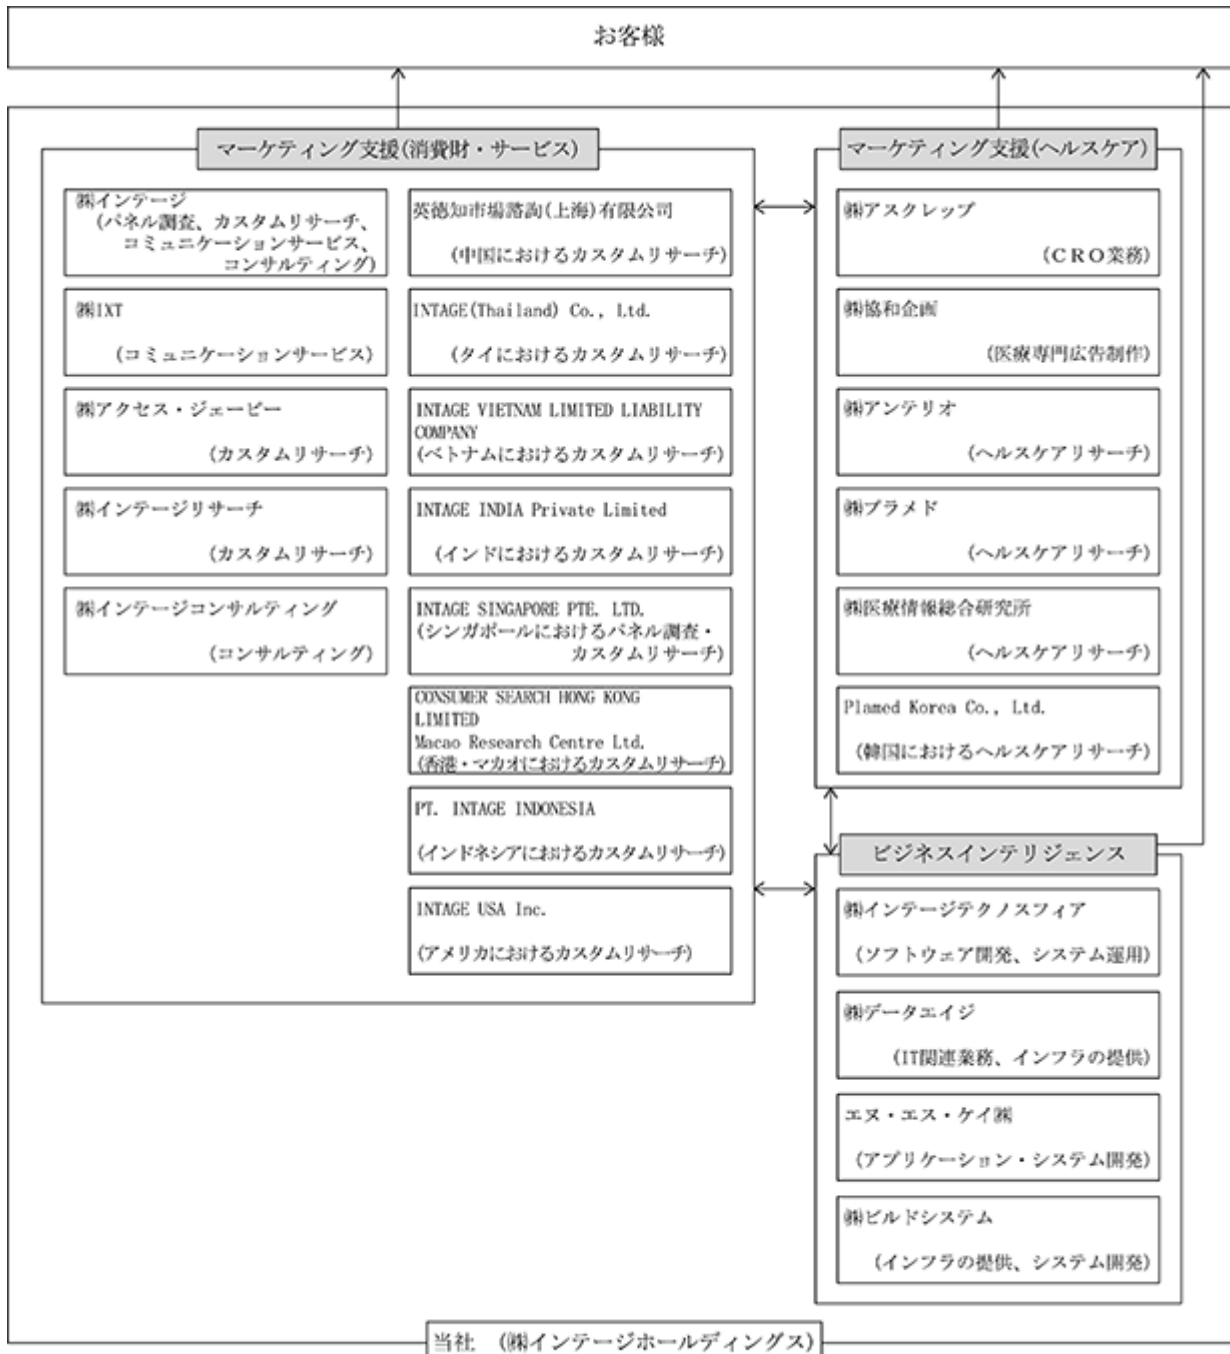 お客様
マーケティング支援(消費財・サービス)
㈱インテージ
(パネル調査、カスタムリサーチ、
コミュニケーションサービス、
コンサルティング)
㈱IXT
(コミュニケーションサービス)
㈱アクセス・ジェーピー
(カスタムリサーチ)
㈱インテージリサーチ
(カスタムリサーチ)
㈱インテージコンサルティング
(コンサルティング)
英徳知市場諮詢(上海)有限公司
(中国におけるカスタムリサーチ)
INTAGE(Thailand) Co., Ltd.
(タイにおけるカスタムリサーチ)
INTAGE VIETNAM LIMITED LIABILITY
COMPANY
(ベトナムにおけるカスタムリサーチ)
INTAGE INDIA Private Limited
(インドにおけるカスタムリサーチ)
INTAGE SINGAPORE PTE. LTD.
(シンガポールにおけるパネル調査・
カスタムリサーチ)
CONSUMER SEARCH HONG KONG
LIMITED
Macao Research Centre Ltd.
(香港・マカオにおけるカスタムリサーチ)
PT. INTAGE INDONESIA
(インドネシアにおけるカスタムリサーチ)
INTAGE USA Inc.
(アメリカにおけるカスタムリサーチ)
マーケティング支援(ヘルスケア)
㈱アスクレップ
(ＣＲＯ業務)
㈱協和企画
(医療専門広告制作)
㈱アンテリオ
(ヘルスケアリサーチ)
㈱プラメド
(ヘルスケアリサーチ)
㈱医療情報総合研究所
(ヘルスケアリサーチ)
Plamed Korea Co., Ltd.
(韓国におけるヘルスケアリサーチ)
ビジネスインテリジェンス
㈱インテージテクノスフィア
(ソフトウェア開発、システム運用)
㈱データエイジ
(IT関連業務、インフラの提供)
エヌ・エス・ケイ㈱
(アプリケーション・システム開発)
㈱ビルドシステム
(インフラの提供、システム開発)
当社 (㈱インテージホールディングス)